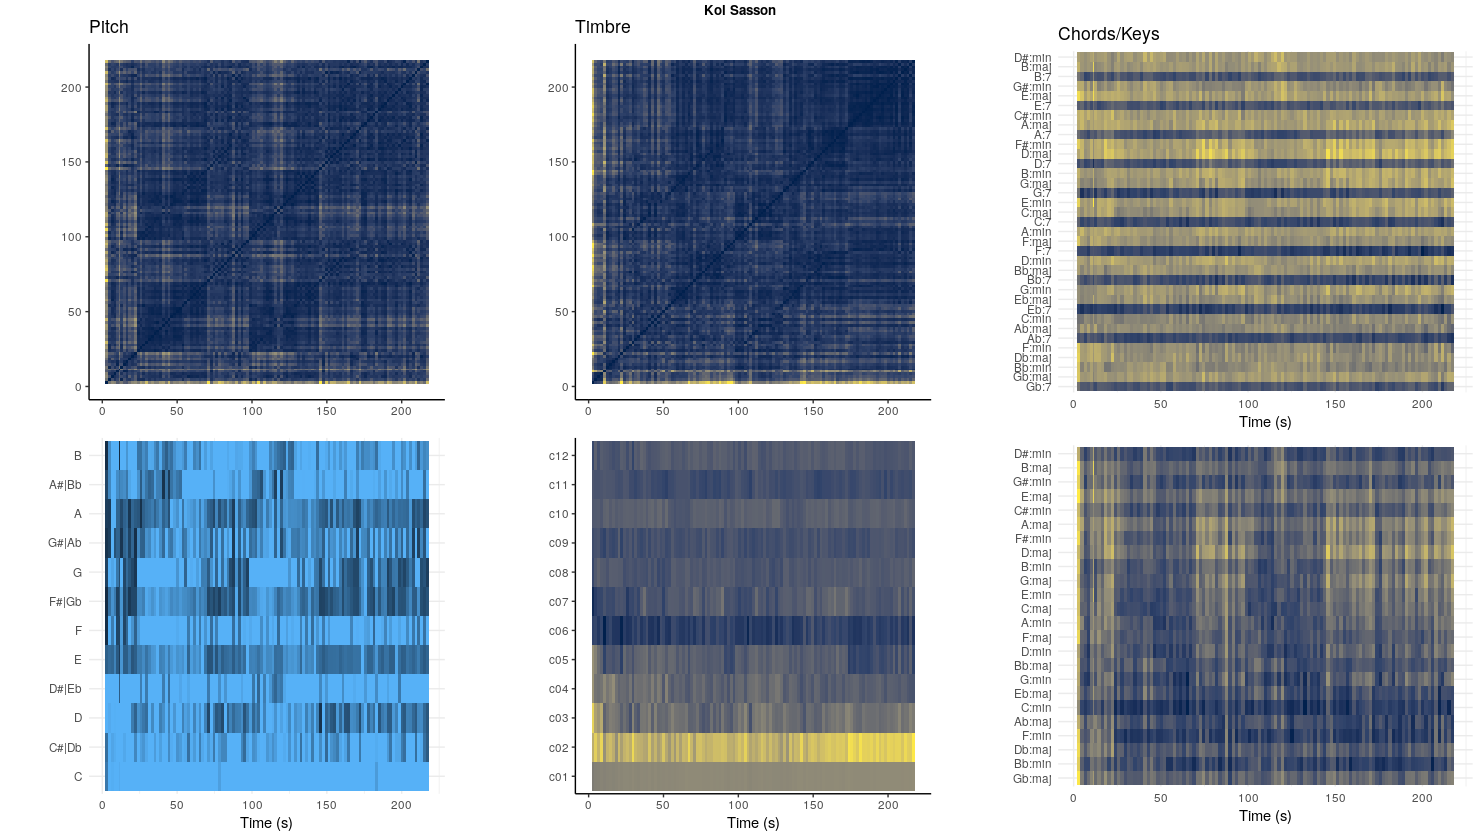 Kol Sasson
Pitch
200
150
100
50
0
0 50 100 150 200
B
A#|Bb
A
G#|Ab
G
F#|Gb
F
E
D#|Eb
D
C#|Db
C
0 50 100 150 200
Time (s)
Timbre
200
150
100
50
0
0 50 100 150 200
c12
c11
c10
c09
c08
c07
c06
c05
c04
c03
c02
c01
0 50 100 150 200
Time (s)
Chords/Keys
D#:min
B:maj
B:7
G#:min
E:maj
E:7
C#:min
A:maj
A:7
F#:min
D:maj
D:7
B:min
G:maj
G:7
E:min
C:maj
C:7
A:min
F:maj
F:7
D:min
Bb:maj
Bb:7
G:min
Eb:maj
Eb:7
C:min
Ab:maj
Ab:7
F:min
Db:maj
Bb:min
Gb:maj
Gb:7
0 50 100 150 200
Time (s)
D#:min
B:maj
G#:min
E:maj
C#:min
A:maj
F#:min
D:maj
B:min
G:maj
E:min
C:maj
A:min
F:maj
D:min
Bb:maj
G:min
Eb:maj
C:min
Ab:maj
F:min
Db:maj
Bb:min
Gb:maj
0 50 100 150 200
Time (s)